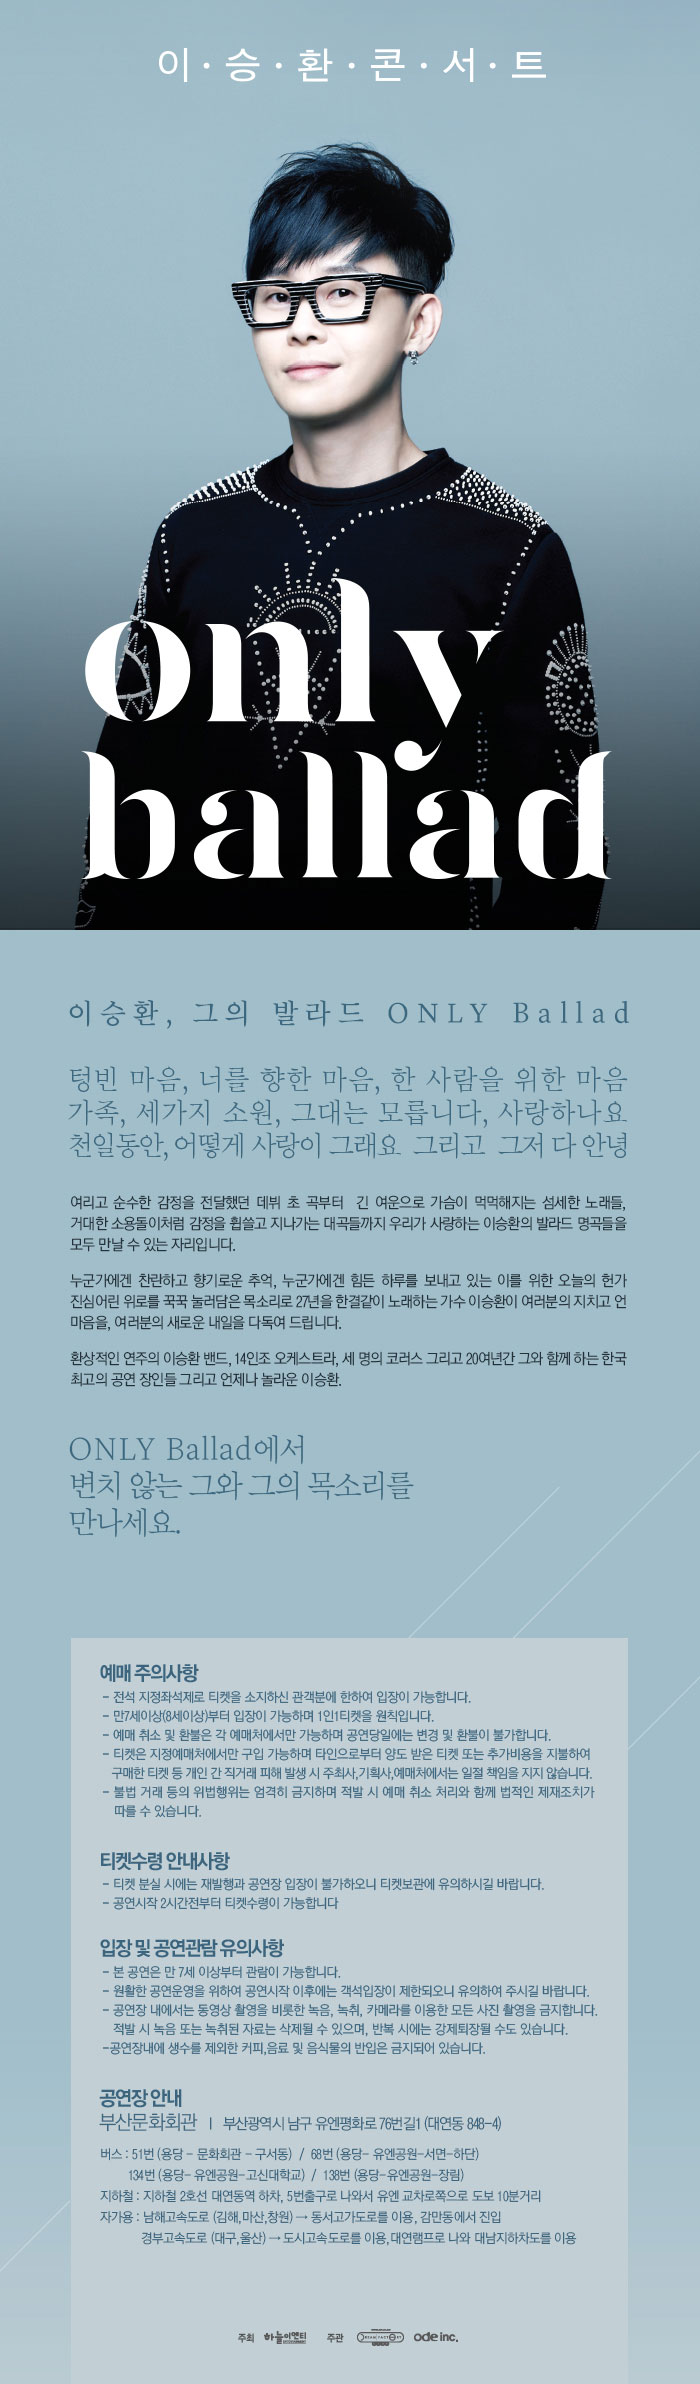 이·승·환·콘·서·트
only
ballad
이승환, 그의 발라드 ONLY Ballad
텅빈 마음, 너를 향한 마음, 한 사람을 위한 마음
가족, 세가지 소원, 그대는 모릅니다, 사랑하나요
천일동안, 어떻게 사랑이 그래요 그리고 그저 다 안녕
여리고 순수한 감정을 전달했던 데뷔 초 곡부터 긴 여운으로 가슴이 먹먹해지는 섬세한 노래들,
거대한 소용돌이처럼 감정을 휩쓸고 지나가는 대곡들까지 우리가 사랑하는 이승환의 발라드 명곡들을
모두 만날 수 있는 자리입니다.
누군가에겐 찬란하고 향기로운 추억, 누군가에겐 힘든 하루를 보내고 있는 이를 위한 오늘의 헌가
진심어린 위로를 꾹꾹 눌러담은 목소리로 27년을 한결같이 노래하는 가수 이승환이 여러분의 지치고 언
마음을, 여러분의 새로운 내일을 다독여 드립니다.
환상적인 연주의 이승환 밴드, 14인조 오케스트라, 세 명의 코러스 그리고 20여년간 그와 함께 하는 한국
최고의 공연 장인들 그리고 언제나 놀라운 이승환.
ONLY Ballad에서
변치 않는 그와 그의 목소리를
만나세요.
예매 주의사항
- 전석 지정좌석제로 티켓을 소지하신 관객분에 한하여 입장이 가능합니다.
- 만7세이상(8세이상)부터 입장이 가능하며 1인1티켓을 원칙입니다.
- 예매 취소 및 환불은 각 예매처에서만 가능하며 공연당일에는 변경 및 환불이 불가합니다.
- 티켓은 지정예매처에서만 구입 가능하며 타인으로부터 양도 받은 티켓 또는 추가비용을 지불하여
구매한 티켓 등 개인 간 직거래 피해 발생 시 주최사,기획사,예매처에서는 일절 책임을 지지 않습니다.
- 불법 거래 등의 위법행위는 엄격히 금지하며 적발 시 예매 취소 처리와 함께 법적인 제재조치가
따를 수 있습니다.
티켓수령 안내사항
- 티켓 분실 시에는 재발행과 공연장 입장이 불가하오니 티켓보관에 유의하시길 바랍니다.
- 공연시작 2시간전부터 티켓수령이 가능합니다
입장 및 공연관람 유의사항
- 본 공연은 만 7세 이상부터 관람이 가능합니다.
- 원활한 공연운영을 위하여 공연시작 이후에는 객석입장이 제한되오니 유의하여 주시길 바랍니다.
- 공연장 내에서는 동영상 촬영을 비롯한 녹음, 녹취, 카메라를 이용한 모든 사진 촬영을 금지합니다.
적발 시 녹음 또는 녹취된 자료는 삭제될 수 있으며, 반복 시에는 강제퇴장될 수도 있습니다.
-공연장내에 생수를 제외한 커피,음료 및 음식물의 반입은 금지되어 있습니다.
공연장 안내
부산문화회관 | 부산광역시 남구 유엔평화로 76번길1 (대연동 848-4)
버스 : 51번 (용당 - 문화회관 - 구서동) / 68번 (용당- 유엔공원-서면-하단)
134번 (용당- 유엔공원-고신대학교) / 138번 (용당-유엔공원-장림)
지하철 : 지하철 2호선 대연동역 하차, 5번출구로 나와서 유엔 교차로쪽으로 도보 10분거리
자가용 : 남해고속도로 (김해,마산,창원) → 동서고가도로를 이용, 감만동에서 진입
경부고속도로 (대구,울산) → 도시고속도로를 이용, 대연램프로 나와 대남지하차도를 이용
주최 하늘이엔티 주관 DREAM FACTORY ode inc.